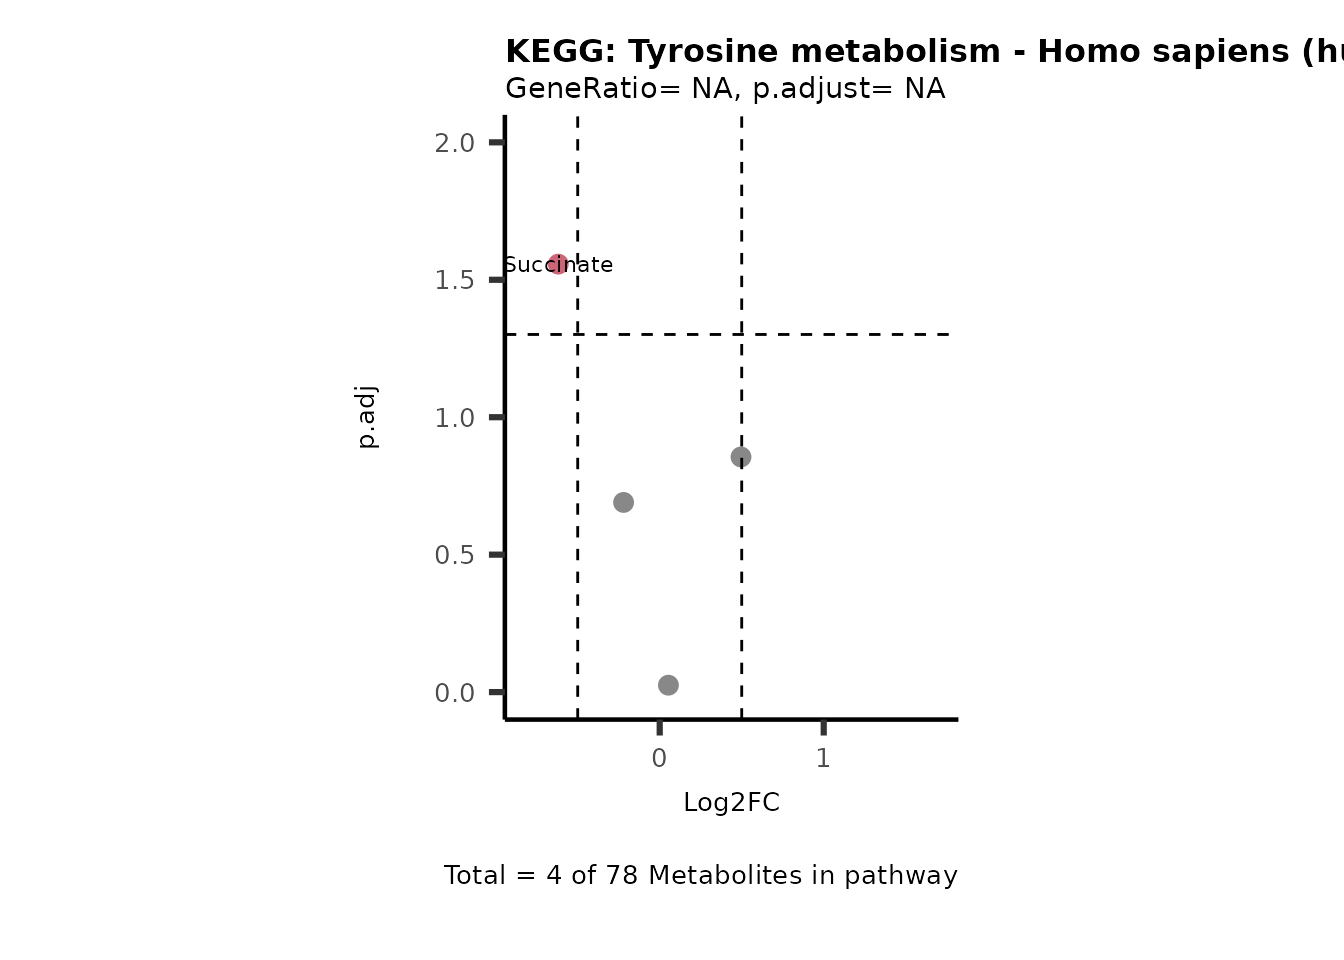 KEGG: Tyrosine metabolism - Homo sapiens (hu
GeneRatio= NA, p.adjust= NA
2.0
Succinate
1.5
1.0
p.adj
0.5
0.0
0 1
Log2FC
Total = 4 of 78 Metabolites in pathway